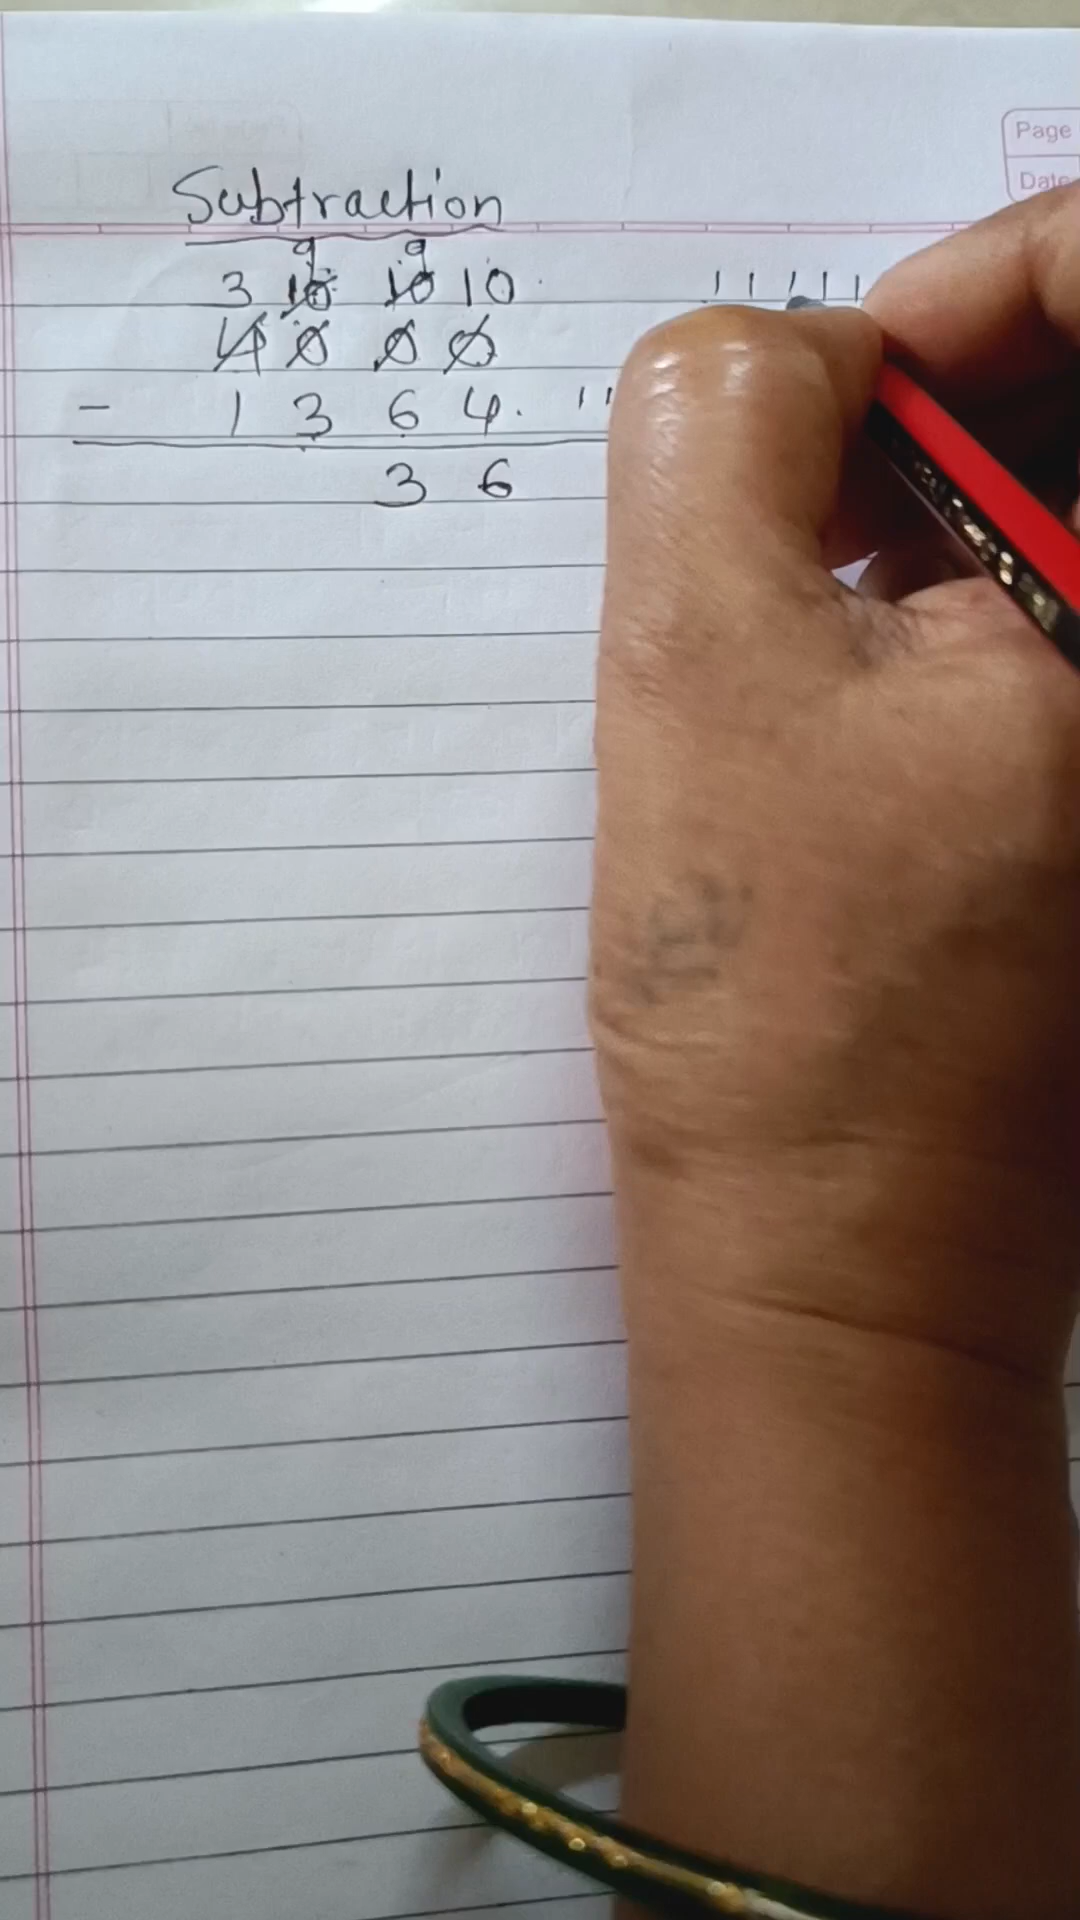 Page
Date
Subtraction
9 9
3 10 10 10
4 0 0 0
- 1 3 6 4
3 6